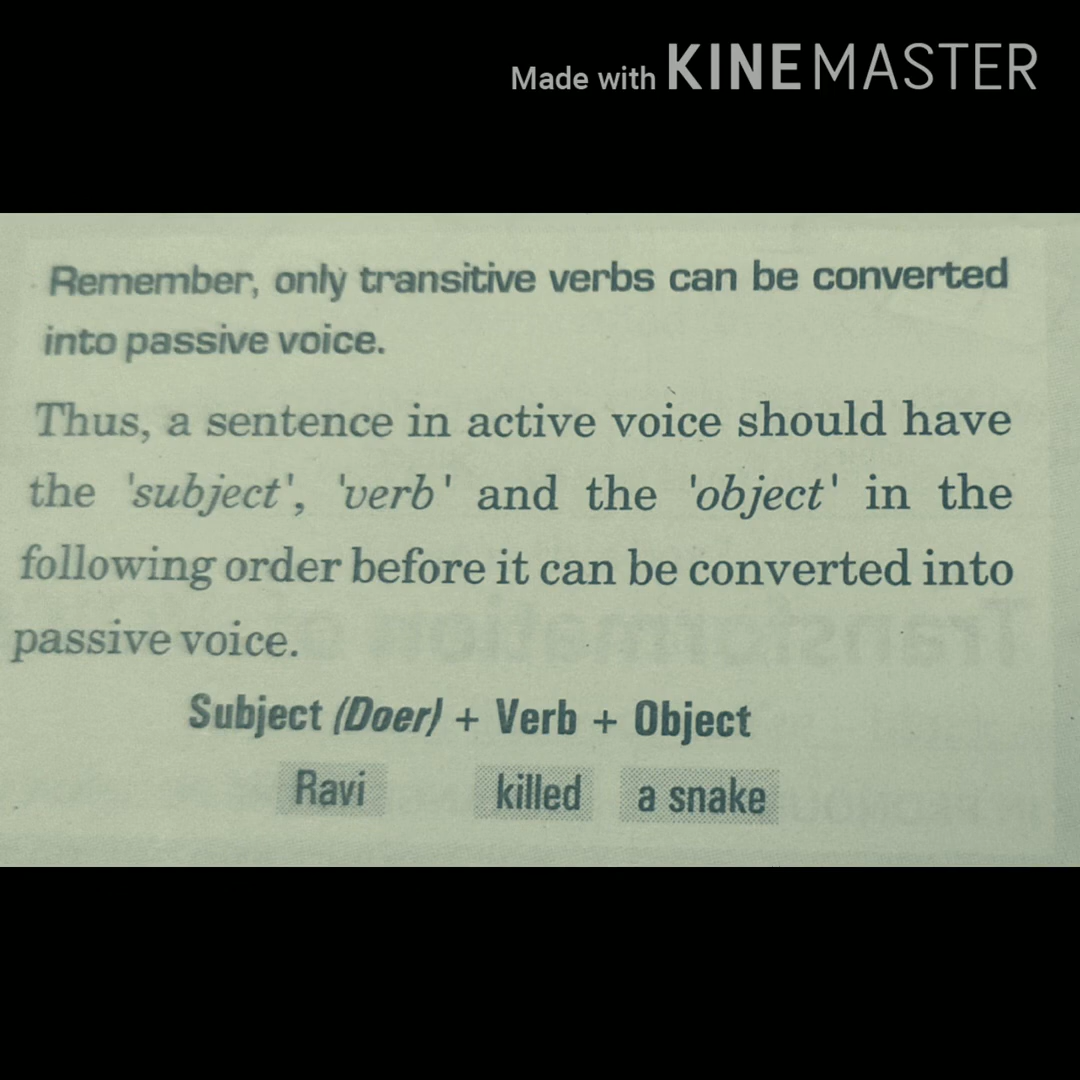 Made with KINEMASTER
Remember, only transitive verbs can be converted
into passive voice.
Thus, a sentence in active voice should have
the 'subject', 'verb' and the 'object' in the
following order before it can be converted into
passive voice.
Subject (Doer) + Verb + Object
Ravi killed a snake